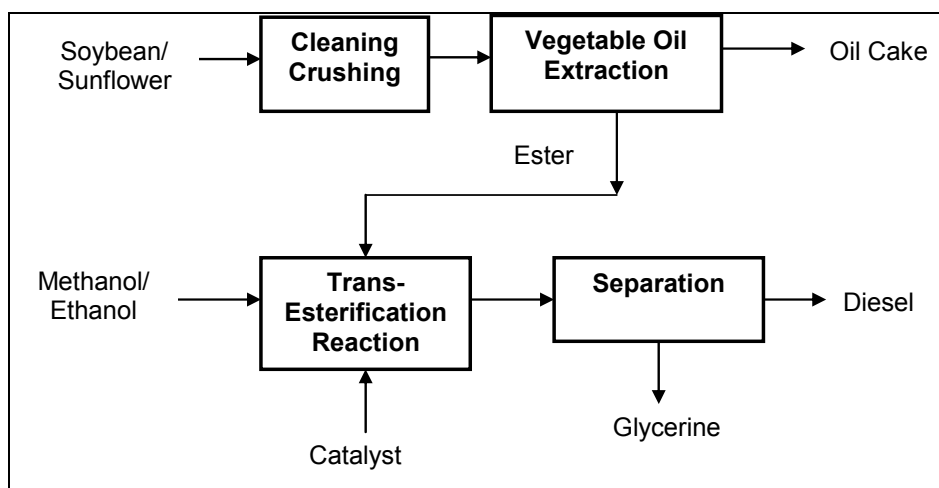 Soybean/
Sunflower
Cleaning
Crushing
Vegetable Oil
Extraction
Oil Cake
Ester
Methanol/
Ethanol
Trans-
Esterification
Reaction
Separation
Diesel
Glycerine
Catalyst